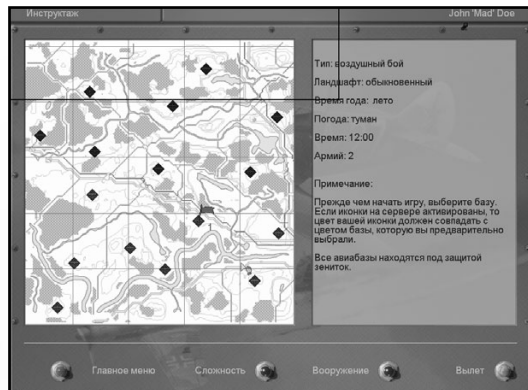 Инструктаж
John 'Mad' Doe
Тип: воздушный бой
Ландшафт: обыкновенный
Время года: лето
Погода: туман
Время: 12:00
Армий: 2
Примечание:
Прежде чем начать игру, выберите базу.
Если иконки на сервере активированы, то
цвет вашей иконки должен совпадать с
цветом базы, которую вы предварительно
выбрали.
Все авиабазы находятся под защитой
зениток.
Главное меню
Сложность
Вооружение
Вылет